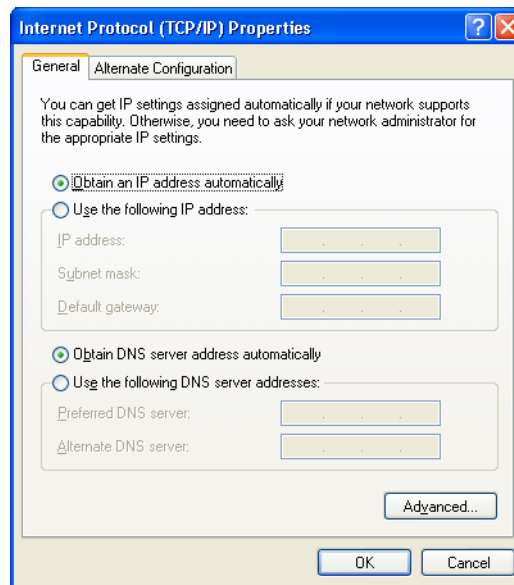 Internet Protocol (TCP/IP) Properties
General
Alternate Configuration
You can get IP settings assigned automatically if your network supports
this capability. Otherwise, you need to ask your network administrator for
the appropriate IP settings.
Obtain an IP address automatically
Use the following IP address:
IP address:
Subnet mask:
Default gateway:
Obtain DNS server address automatically
Use the following DNS server addresses:
Preferred DNS server:
Alternate DNS server:
Advanced...
OK
Cancel